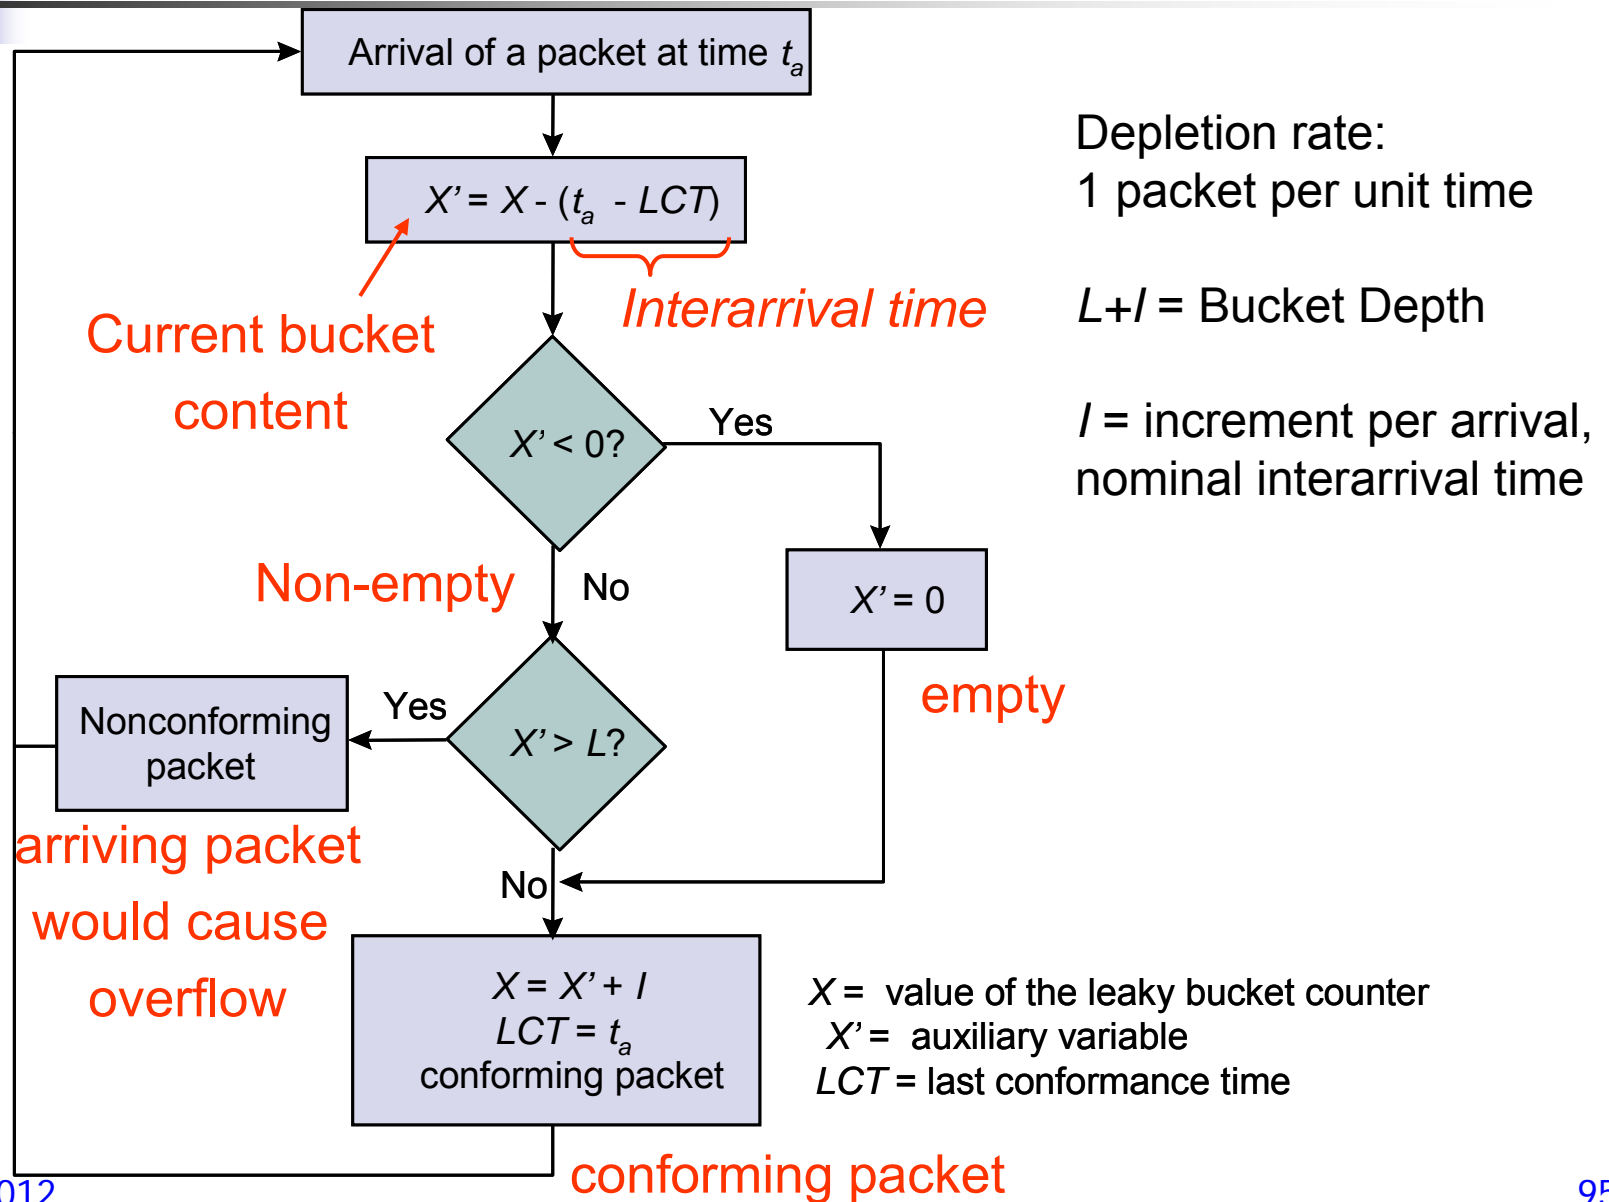 Arrival of a packet at time ta
X’ = X - (ta - LCT)
Depletion rate:
1 packet per unit time
Current bucket
content
Interarrival time
L+I = Bucket Depth
I = increment per arrival,
nominal interarrival time
X’ < 0?
Yes
Non-empty
No
X’ = 0
empty
Nonconforming
packet
Yes
X’ > L?
arriving packet
would cause
overflow
No
X = X’ + I
LCT = ta
conforming packet
X = value of the leaky bucket counter
X’ = auxiliary variable
LCT = last conformance time
conforming packet
012
95